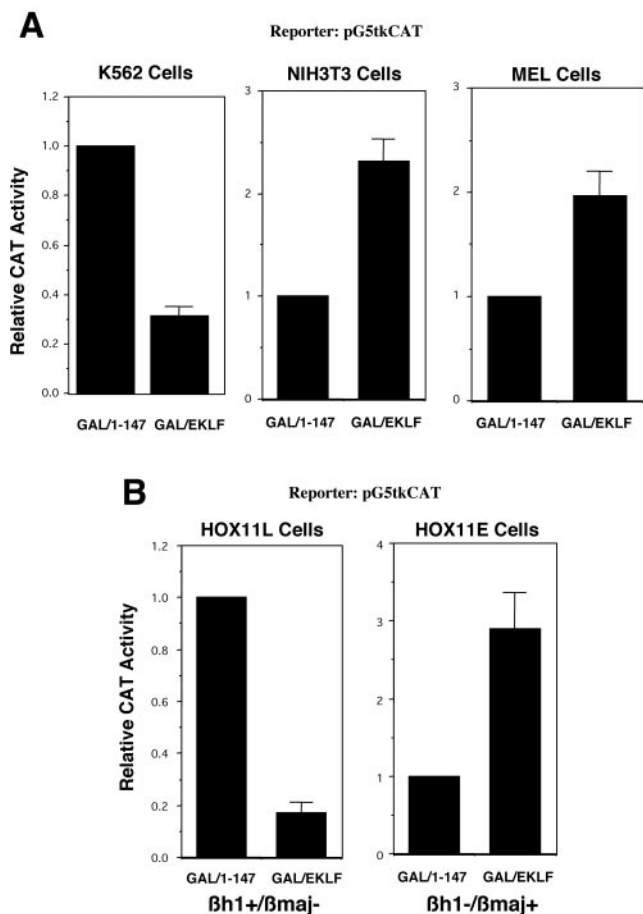 A
Reporter: pG5tkCAT
K562 Cells
NIH3T3 Cells
MEL Cells
Relative CAT Activity
1.2
1.0
0.8
0.6
0.4
0.2
0.0
3
2
1
0
3
2
1
0
GAL/1-147 GAL/EKLF
GAL/1-147 GAL/EKLF
GAL/1-147 GAL/EKLF
B
Reporter: pG5tkCAT
HOX11L Cells
HOX11E Cells
Relative CAT Activity
1.2
1.0
0.8
0.6
0.4
0.2
0.0
4
3
2
1
0
GAL/1-147 GAL/EKLF
GAL/1-147 GAL/EKLF
ßh1+/ßmaj-
ßh1-/ßmaj+